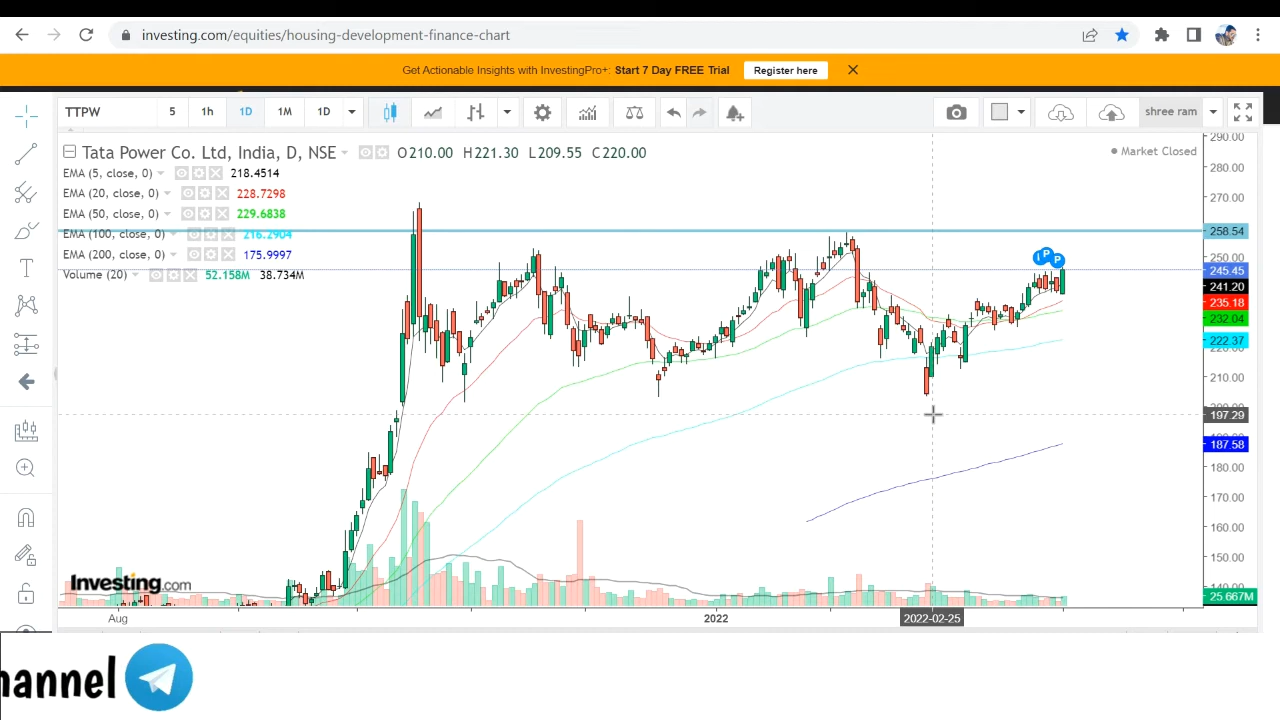 investing.com/equities/housing-development-finance-chart
Get Actionable Insights with InvestingPro+: Start 7 Day FREE Trial Register here
TTPW 5 1h 1D 1M 1D shree ram
Tata Power Co. Ltd, India, D, NSE O210.00 H221.30 L209.55 C220.00
Market Closed
EMA (5, close, 0) 218.4514
EMA (20, close, 0) 228.7298
EMA (50, close, 0) 229.6838
EMA (100, close, 0) 216.2904
EMA (200, close, 0) 175.9997
Volume (20) 52.158M 38.734M
290.00
280.00
270.00
258.54
250.00
245.45
241.20
235.18
232.04
222.37
210.00
197.29
187.58
180.00
170.00
160.00
150.00
25.667M
P
P
Investing.com
Aug 2022 2022-02-25
hannel